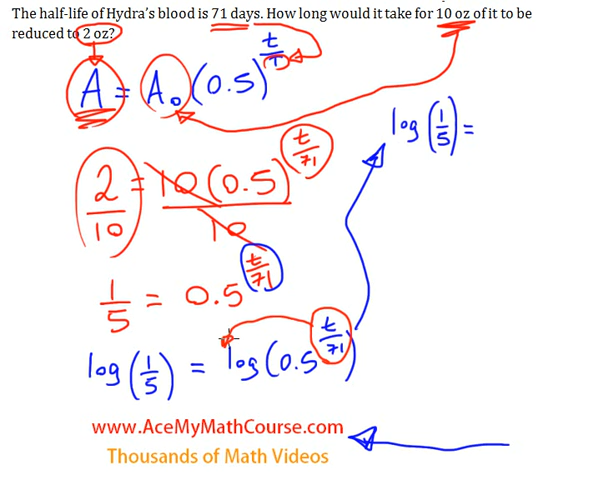 The half-life of Hydra's blood is 71 days. How long would it take for 10 oz of it to be
reduced to 2 oz?
A = A₀(0.5)^(t/T)
2/10 = 10(0.5)^(t/71)/10
1/5 = 0.5^(t/71)
log(1/5) = log(0.5^(t/71))
log(1/5) =
www.AceMyMathCourse.com
Thousands of Math Videos